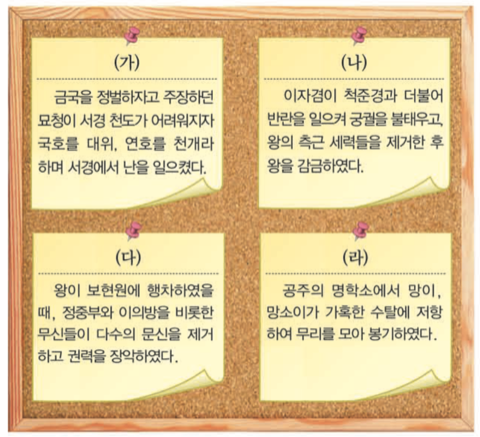 (가)
금국을 정벌하자고 주장하던
묘청이 서경 천도가 어려워지자
국호를 대위, 연호를 천개라
하며 서경에서 난을 일으켰다.
(나)
이자겸이 척준경과 더불어
반란을 일으켜 궁궐을 불태우고,
왕의 측근 세력들을 제거한 후
왕을 감금하였다.
(다)
왕이 보현원에 행차하였을
때, 정중부와 이의방을 비롯한
무신들이 다수의 문신을 제거
하고 권력을 장악하였다.
(라)
공주의 명학소에서 망이,
망소이가 가혹한 수탈에 저항
하여 무리를 모아 봉기하였다.